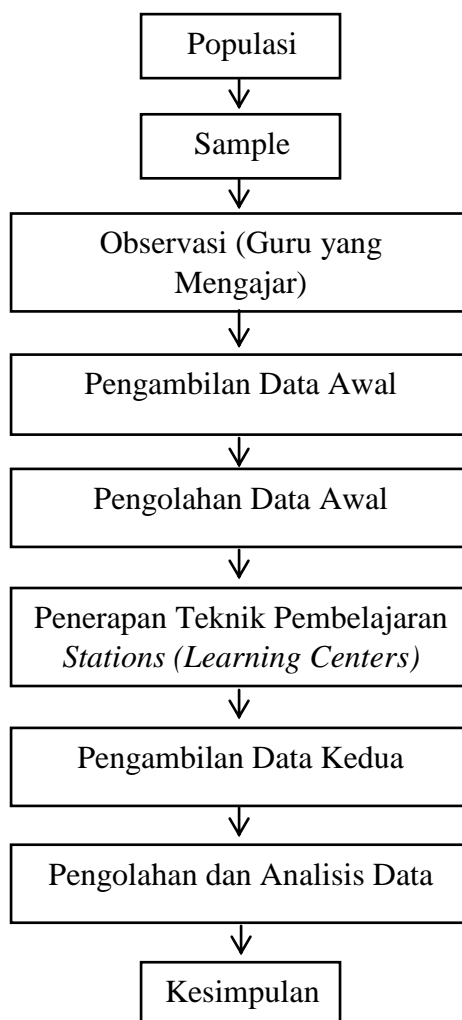 Populasi
Sample
Observasi (Guru yang
Mengajar)
Pengambilan Data Awal
Pengolahan Data Awal
Penerapan Teknik Pembelajaran
Stations (Learning Centers)
Pengambilan Data Kedua
Pengolahan dan Analisis Data
Kesimpulan